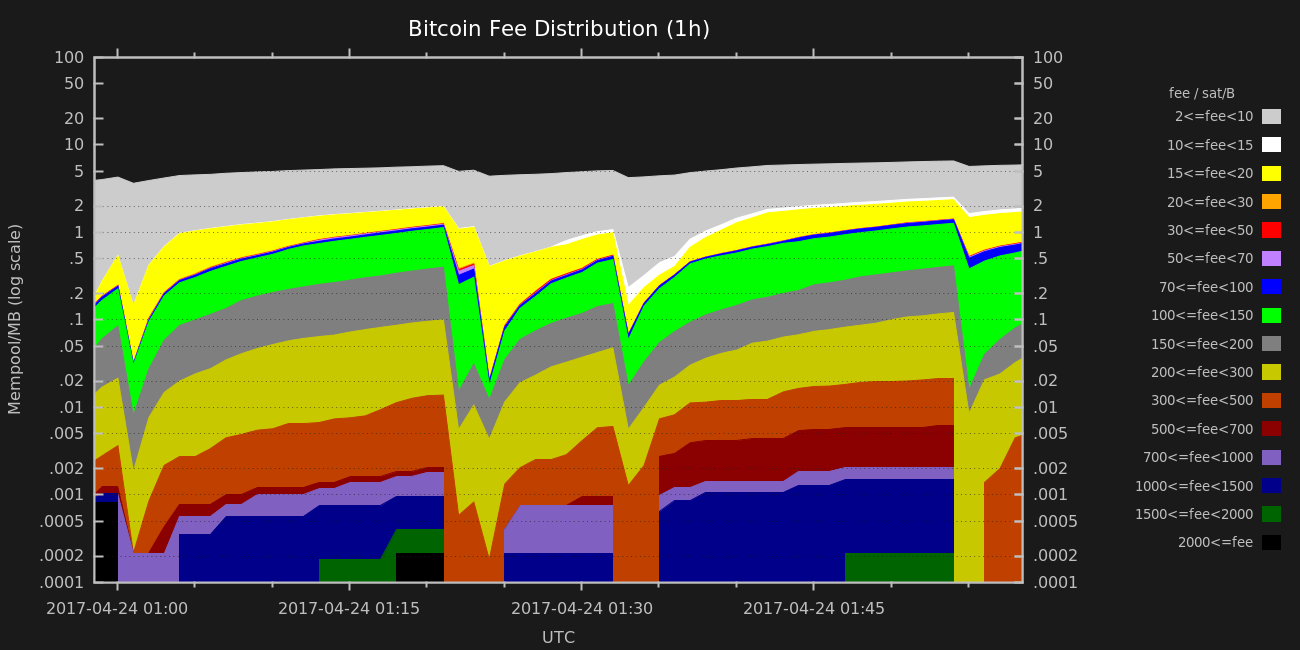 Bitcoin Fee Distribution (1h)
100
50
20
10
5
2
1
.5
.2
.1
.05
.02
.01
.005
.002
.001
.0005
.0002
.0001
Mempool/MB (log scale)
100
50
20
10
5
2
1
.5
.2
.1
.05
.02
.01
.005
.002
.001
.0005
.0002
.0001
2017-04-24 01:00
2017-04-24 01:15
2017-04-24 01:30
2017-04-24 01:45
UTC
fee / sat/B
2<=fee<10
10<=fee<15
15<=fee<20
20<=fee<30
30<=fee<50
50<=fee<70
70<=fee<100
100<=fee<150
150<=fee<200
200<=fee<300
300<=fee<500
500<=fee<700
700<=fee<1000
1000<=fee<1500
1500<=fee<2000
2000<=fee